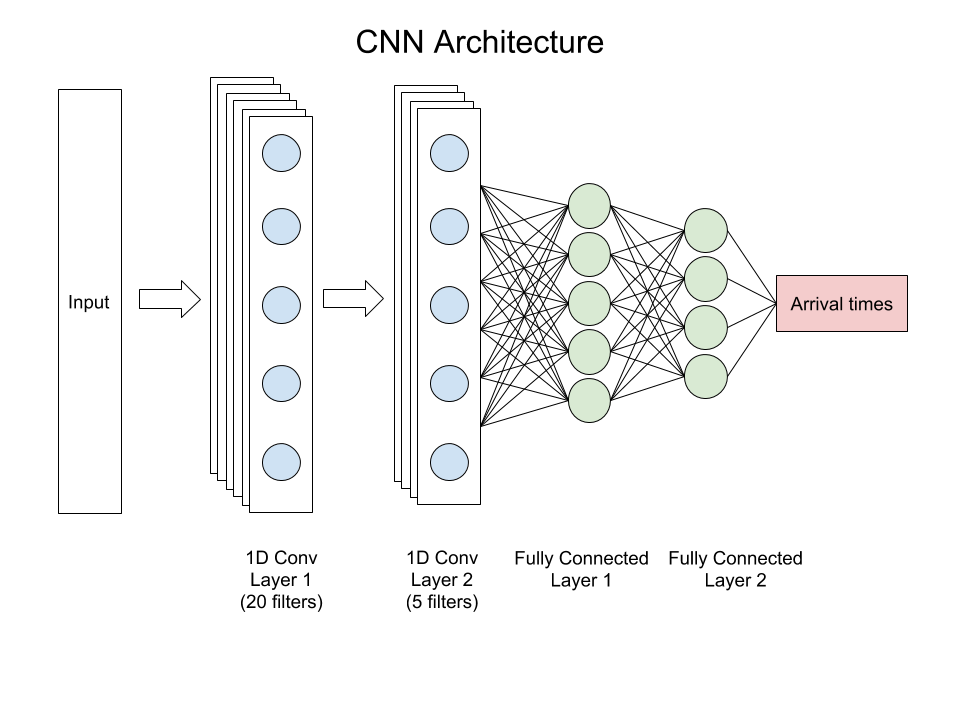 CNN Architecture
Input
Arrival times
1D Conv
Layer 1
(20 filters)
1D Conv
Layer 2
(5 filters)
Fully Connected
Layer 1
Fully Connected
Layer 2